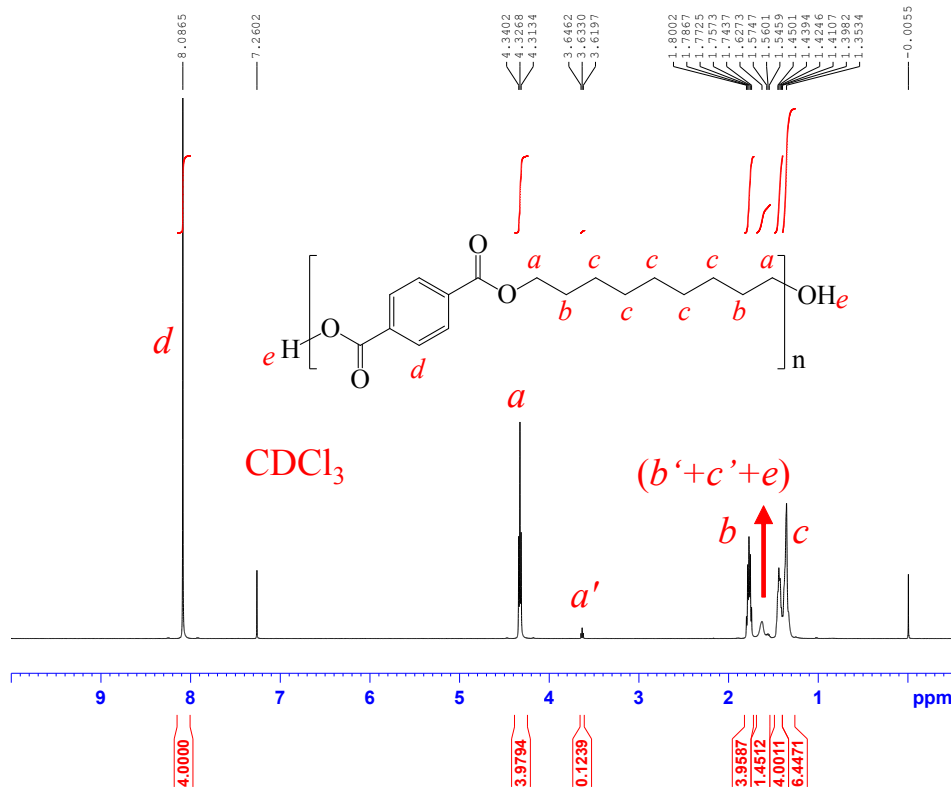 8.0865
7.2602
4.3402
4.3268
4.3134
3.6462
3.6330
3.6197
1.8002
1.7867
1.7725
1.7573
1.7437
1.6273
1.5747
1.5601
1.5459
1.4501
1.4394
1.4246
1.4107
1.3982
1.3534
-0.0055
O
a
c
c
c
a
O
b
c
c
b
OH
e
n
e
H
O
O
d
d
a
CDCl3
(b‘+c’+e)
b
c
a'
9
8
7
6
5
4
3
2
1
ppm
4.0000
3.9794
0.1239
3.9587
1.4512
4.0011
6.4471